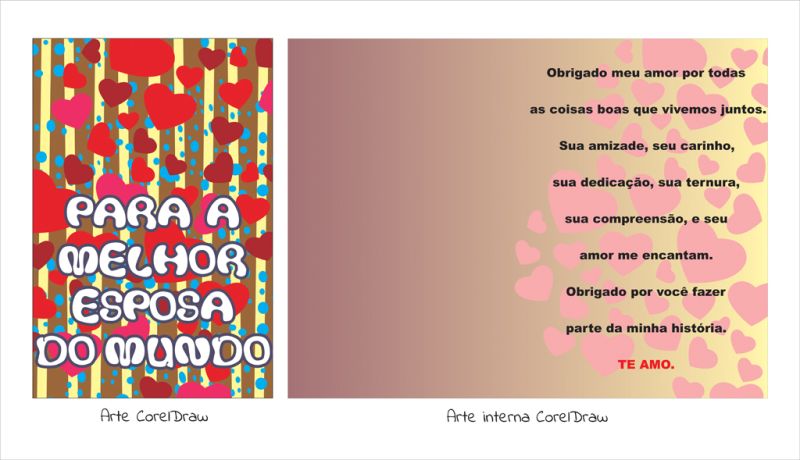 PARA A
MELHOR
ESPOSA
DO MUNDO
Arte CorelDraw
Obrigado meu amor por todas
as coisas boas que vivemos juntos.
Sua amizade, seu carinho,
sua dedicação, sua ternura,
sua compreensão, e seu
amor me encantam.
Obrigado por você fazer
parte da minha história.
TE AMO.
Arte interna CorelDraw